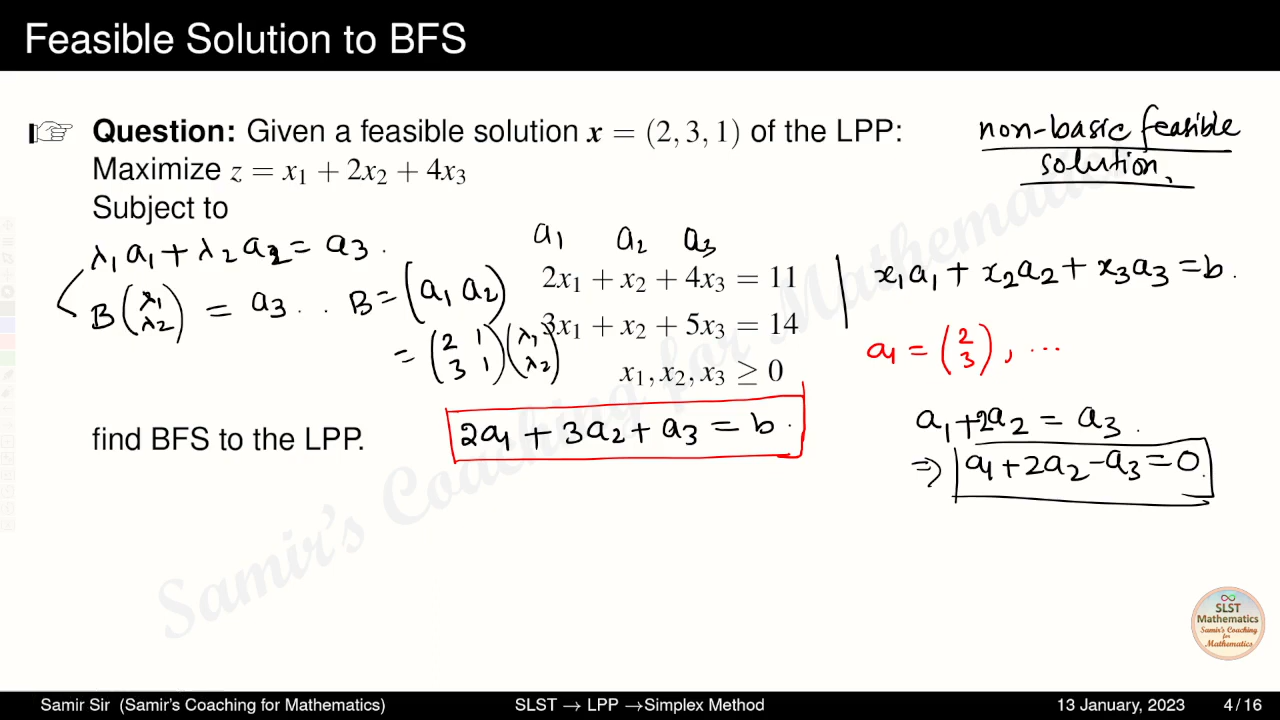 Feasible Solution to BFS
Question: Given a feasible solution x = (2, 3, 1) of the LPP:
Maximize z = x₁ + 2x₂ + 4x₃
Subject to
non-basic feasible
solution.
λ₁a₁ + λ₂a₂ = a₃.
a₁ a₂ a₃
2x₁ + x₂ + 4x₃ = 11
3x₁ + x₂ + 5x₃ = 14
x₁, x₂, x₃ ≥ 0
B(λ₁ λ₂) = a₃ . . B = (a₁ a₂)
= (2 1 3 1)(λ₁ λ₂)
x₁a₁ + x₂a₂ + x₃a₃ = b.
a₁ = (2 3), ...
a₁ + 2a₂ = a₃.
⇒ a₁ + 2a₂ - a₃ = 0.
find BFS to the LPP.
2a₁ + 3a₂ + a₃ = b.
Samir's Coaching for Mathematics
∞
SLST
Mathematics
Samir's Coaching
for
Mathematics
Samir Sir (Samir's Coaching for Mathematics) SLST → LPP →Simplex Method 13 January, 2023 4 / 16